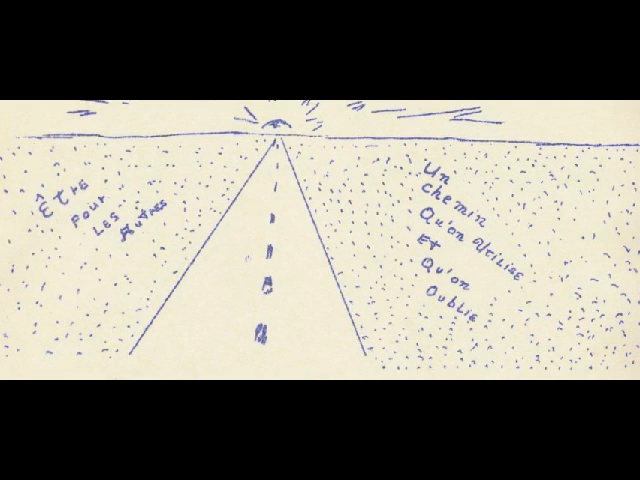 Être
Pour
Les
Autres
Un
chemin
Qu'on Utilise
Et
Qu'on
Oublie